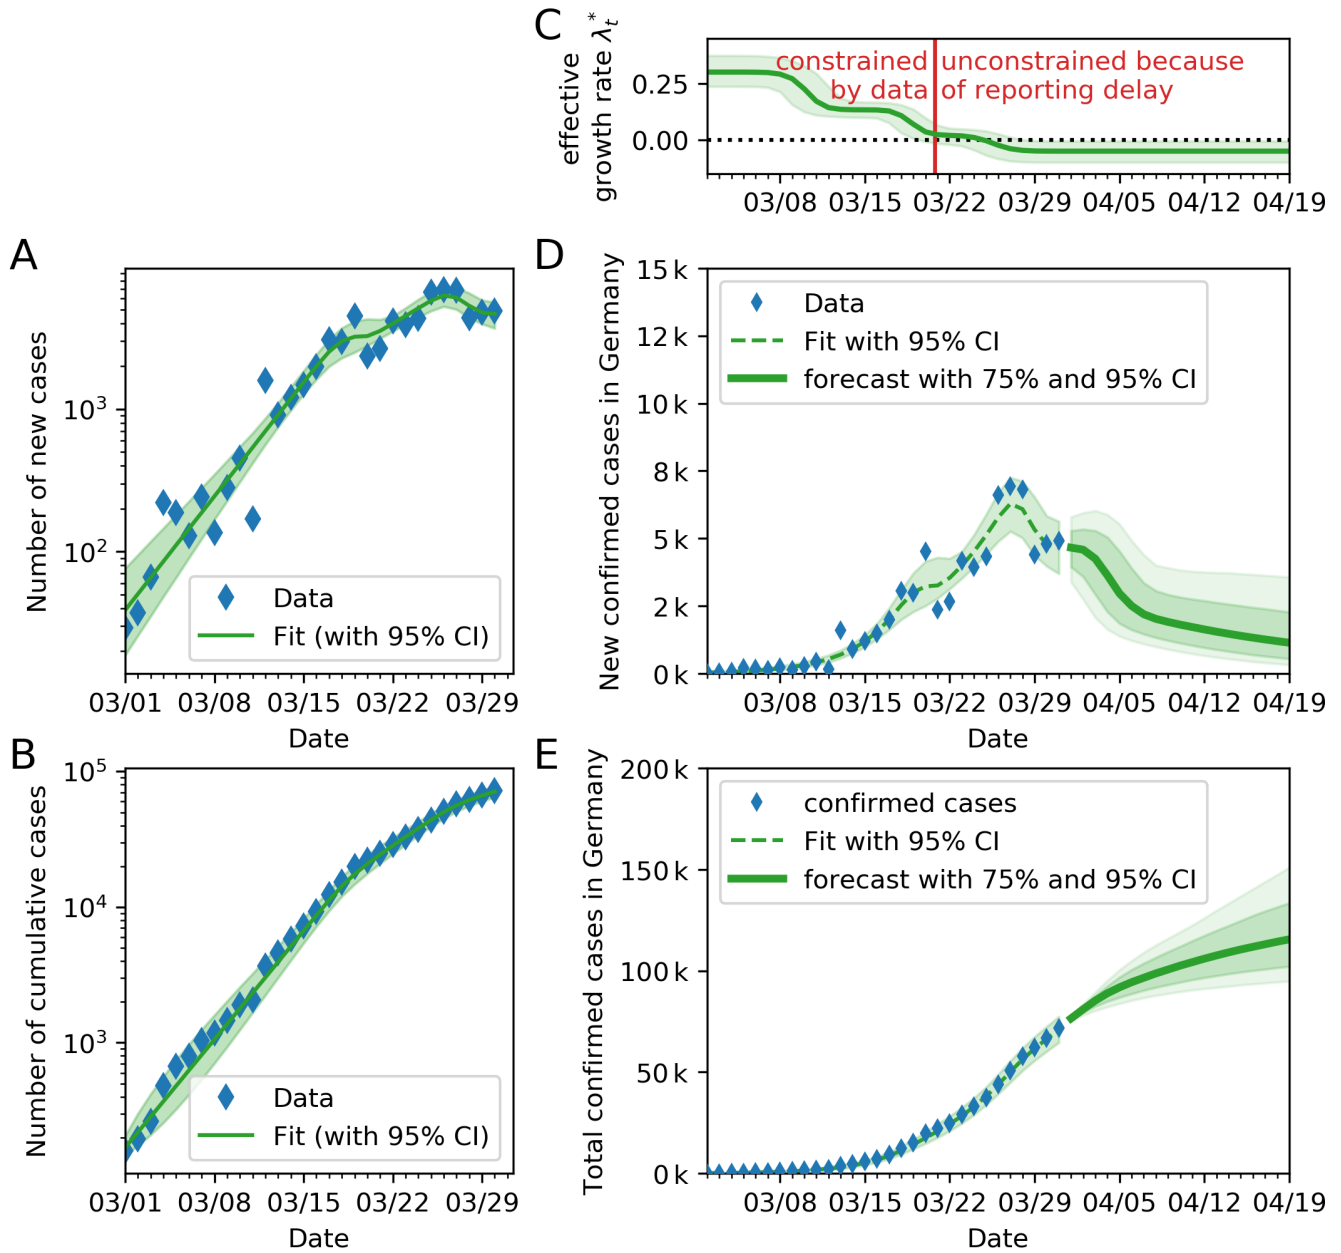 C
effective
growth rate λ*t
0.25
0.00
constrained
by data
unconstrained because
of reporting delay
03/08 03/15 03/22 03/29 04/05 04/12 04/19
A
Number of new cases
10³
10²
Data
Fit (with 95% CI)
03/01 03/08 03/15 03/22 03/29
Date
D
New confirmed cases in Germany
15 k
12 k
10 k
8 k
5 k
2 k
0 k
Data
Fit with 95% CI
forecast with 75% and 95% CI
03/08 03/15 03/22 03/29 04/05 04/12 04/19
Date
B
Number of cumulative cases
10⁵
10⁴
10³
Data
Fit (with 95% CI)
03/01 03/08 03/15 03/22 03/29
Date
E
Total confirmed cases in Germany
200 k
150 k
100 k
50 k
0 k
confirmed cases
Fit with 95% CI
forecast with 75% and 95% CI
03/08 03/15 03/22 03/29 04/05 04/12 04/19
Date